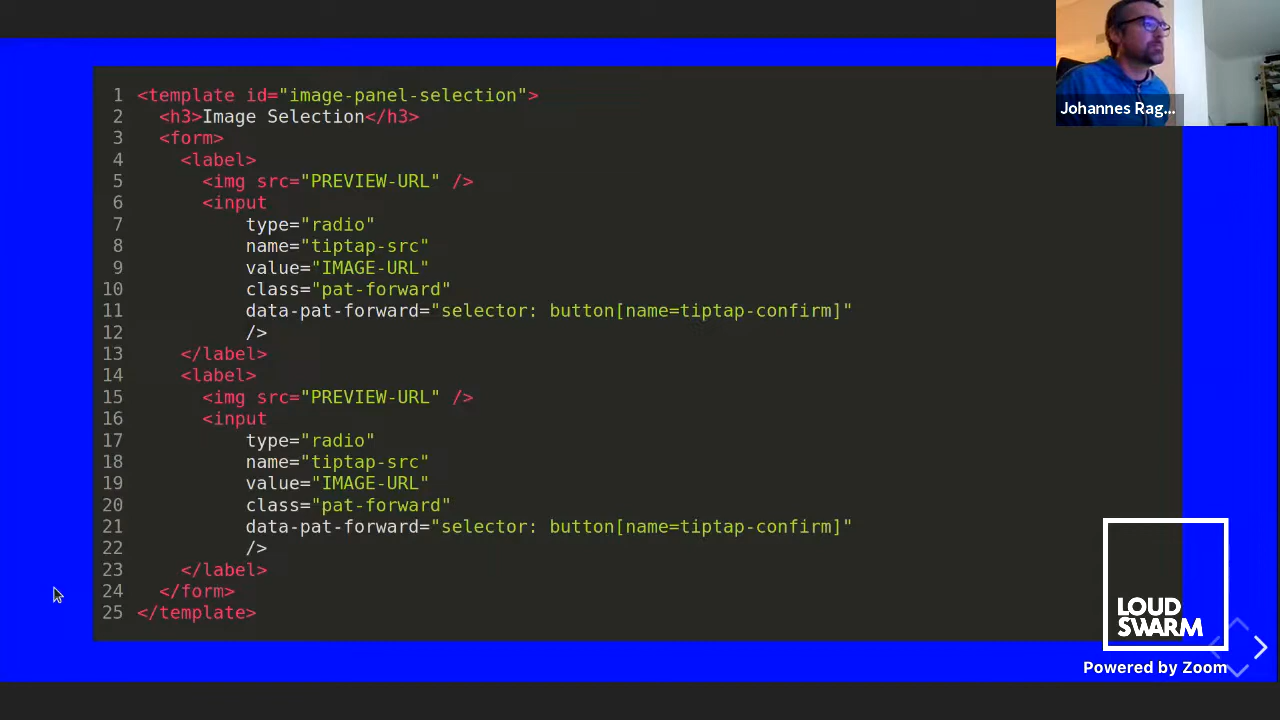 1 <template id="image-panel-selection">
2 <h3>Image Selection</h3>
3 <form>
4 <label>
5 <img src="PREVIEW-URL" />
6 <input
7 type="radio"
8 name="tiptap-src"
9 value="IMAGE-URL"
10 class="pat-forward"
11 data-pat-forward="selector: button[name=tiptap-confirm]"
12 />
13 </label>
14 <label>
15 <img src="PREVIEW-URL" />
16 <input
17 type="radio"
18 name="tiptap-src"
19 value="IMAGE-URL"
20 class="pat-forward"
21 data-pat-forward="selector: button[name=tiptap-confirm]"
22 />
23 </label>
24 </form>
25 </template>
Johannes Rag...
LOUD
SWARM
Powered by Zoom